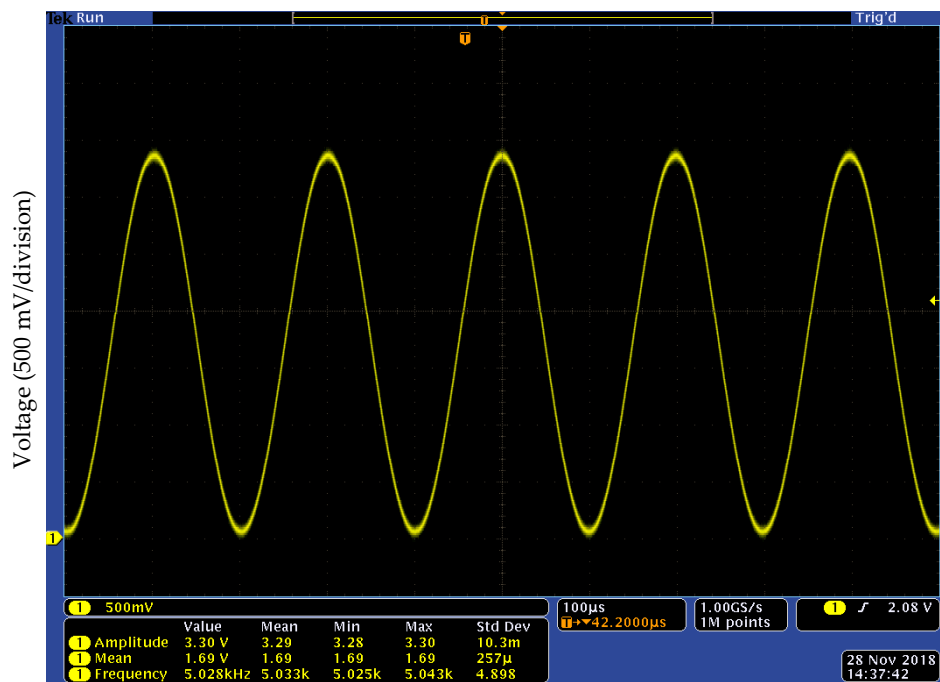 Tek Run Trig'd
T
T
Voltage (500 mV/division)
1
1 500mV
100µs
T→▼42.2000µs
1.00GS/s
1M points
1 ʃ 2.08 V
Value Mean Min Max Std Dev
1 Amplitude 3.30 V 3.29 3.28 3.30 10.3m
1 Mean 1.69 V 1.69 1.69 1.69 257µ
1 Frequency 5.028kHz 5.033k 5.025k 5.043k 4.898
28 Nov 2018
14:37:42